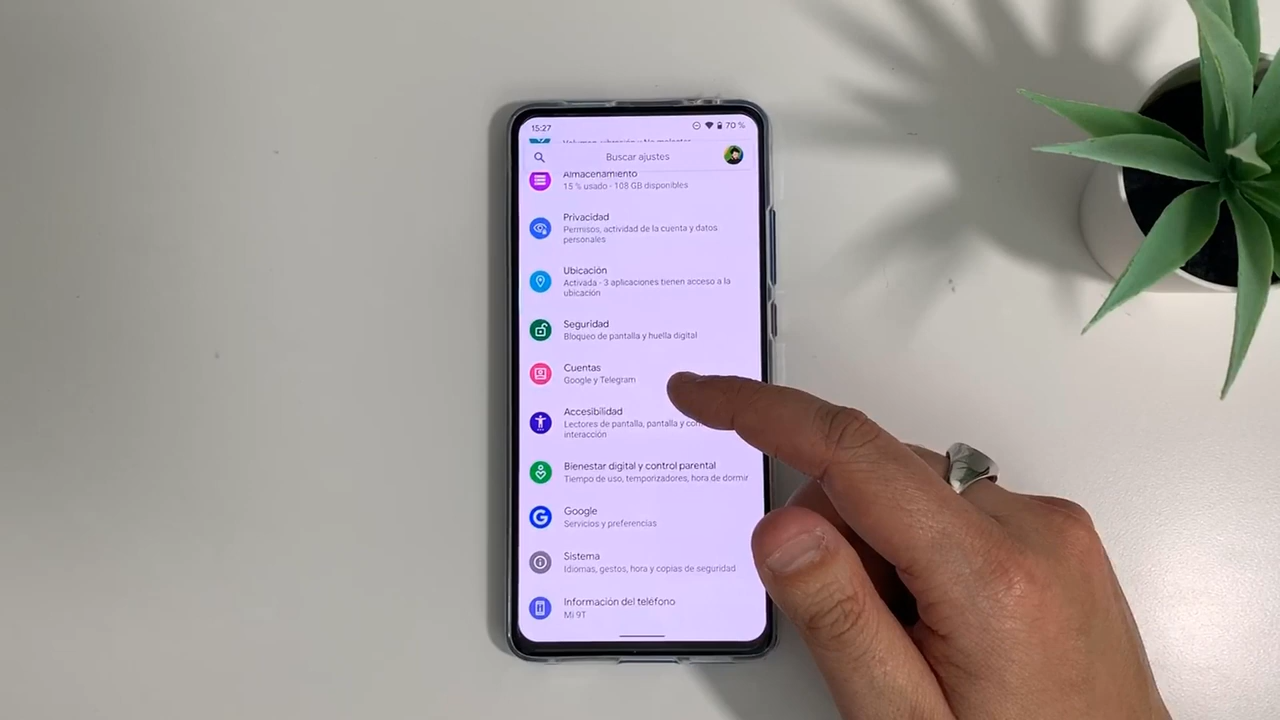 15:27
70 %
Buscar ajustes
Almacenamiento
15 % usado - 108 GB disponibles
Privacidad
Permisos, actividad de la cuenta y datos
personales
Ubicación
Activada - 3 aplicaciones tienen acceso a la
ubicación
Seguridad
Bloqueo de pantalla y huella digital
Cuentas
Google y Telegram
Accesibilidad
Lectores de pantalla, pantalla y
interacción
Bienestar digital y control parental
Tiempo de uso, temporizadores, hora de dormir
Google
Servicios y preferencias
Sistema
Idiomas, gestos, hora y copias de seguridad
Información del teléfono
Mi 9T